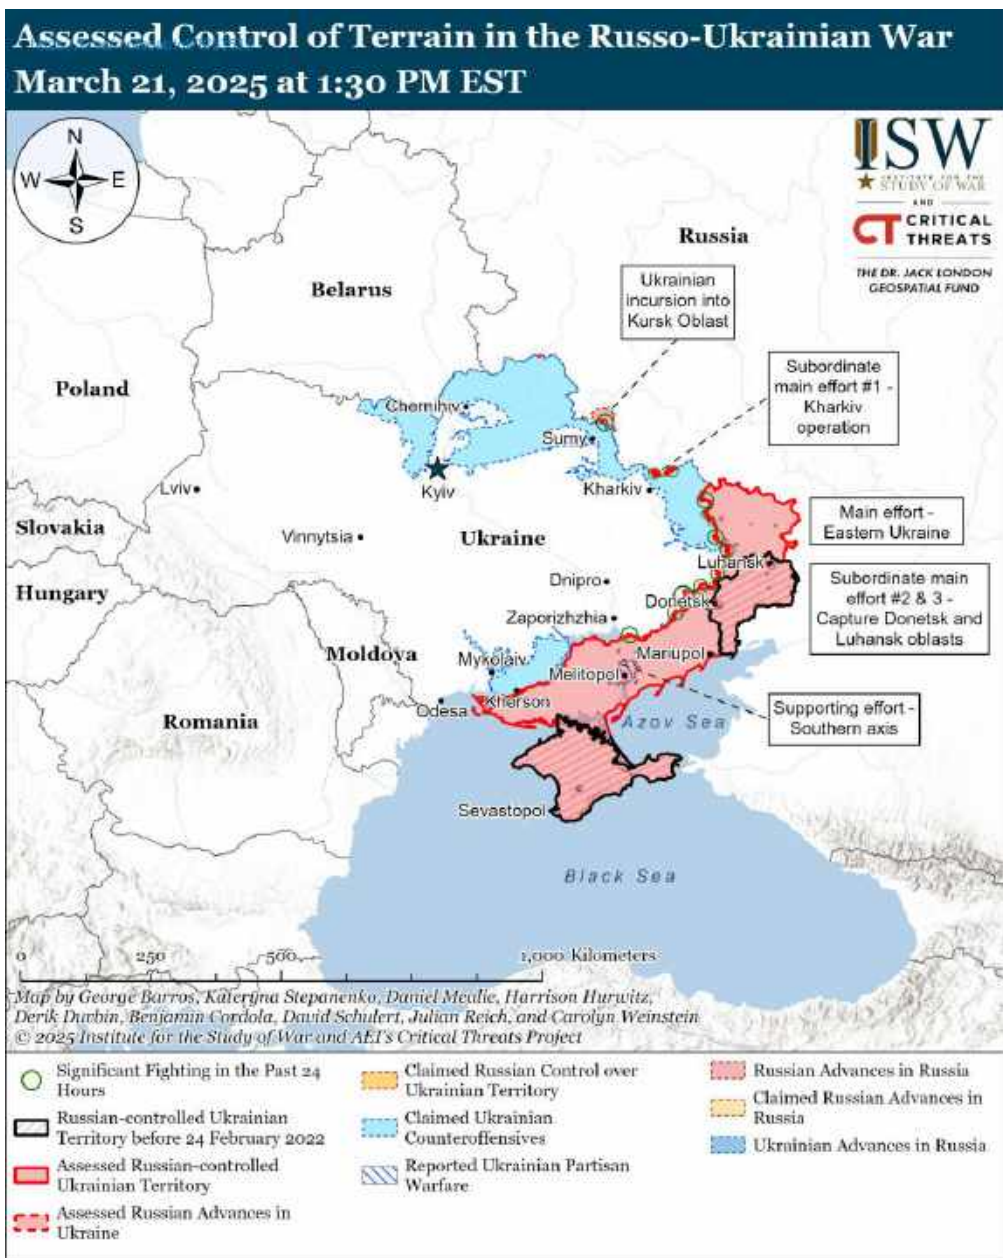 Assessed Control of Terrain in the Russo-Ukrainian War
March 21, 2025 at 1:30 PM EST
N
W
E
S
ISW
INSTITUTE FOR THE
STUDY OF WAR
AND
CT CRITICAL
THREATS
THE DR. JACK LONDON
GEOSPATIAL FUND
Russia
Belarus
Ukrainian
incursion into
Kursk Oblast
Subordinate
main effort #1 -
Kharkiv
operation
Poland
Chernihiv
Sumy
Kyiv
Lviv
Kharkiv
Slovakia
Vinnytsia
Ukraine
Main effort -
Eastern Ukraine
Luhansk
Hungary
Dnipro
Donetsk
Subordinate main
effort #2 & 3 -
Capture Donetsk and
Luhansk oblasts
Zaporizhzhia
Moldova
Mykolaiv
Mariupol
Melitopol
Romania
Odesa
Kherson
Azov Sea
Supporting effort -
Southern axis
Sevastopol
Black Sea
0 250 500 1,000 Kilometers
Map by George Barros, Kateryna Stepanenko, Daniel Mealie, Harrison Hurwitz,
Derik Durbin, Benjamin Cordola, David Schulert, Julian Reich, and Carolyn Weinstein
© 2025 Institute for the Study of War and AEI's Critical Threats Project
Significant Fighting in the Past 24
Hours
Russian-controlled Ukrainian
Territory before 24 February 2022
Assessed Russian-controlled
Ukrainian Territory
Assessed Russian Advances in
Ukraine
Claimed Russian Control over
Ukrainian Territory
Claimed Ukrainian
Counteroffensives
Reported Ukrainian Partisan
Warfare
Russian Advances in Russia
Claimed Russian Advances in
Russia
Ukrainian Advances in Russia